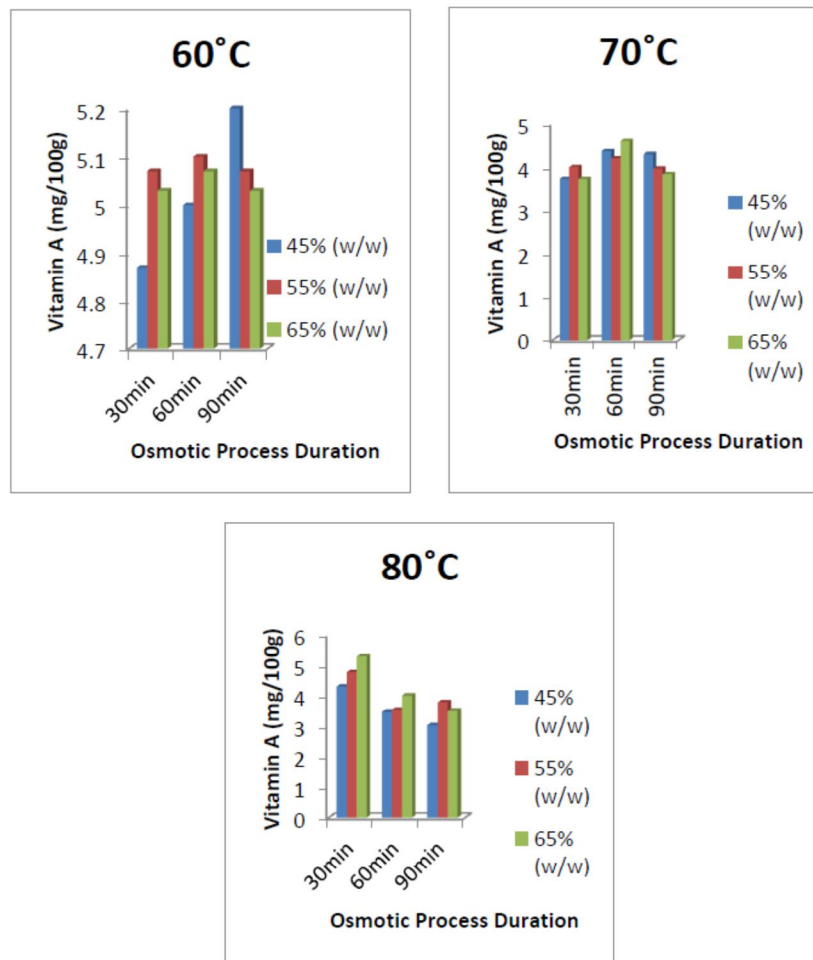 60˚C
Vitamin A (mg/100g)
5.2
5.1
5
4.9
4.8
4.7
45% (w/w)
55% (w/w)
65% (w/w)
30min
60min
90min
Osmotic Process Duration
70˚C
Vitamin A (mg/100g)
5
4
3
2
1
0
45%
(w/w)
55%
(w/w)
65%
(w/w)
30min
60min
90min
Osmotic Process Duration
80˚C
Vitamin A (mg/100g)
6
5
4
3
2
1
0
45%
(w/w)
55%
(w/w)
65%
(w/w)
30min
60min
90min
Osmotic Process Duration